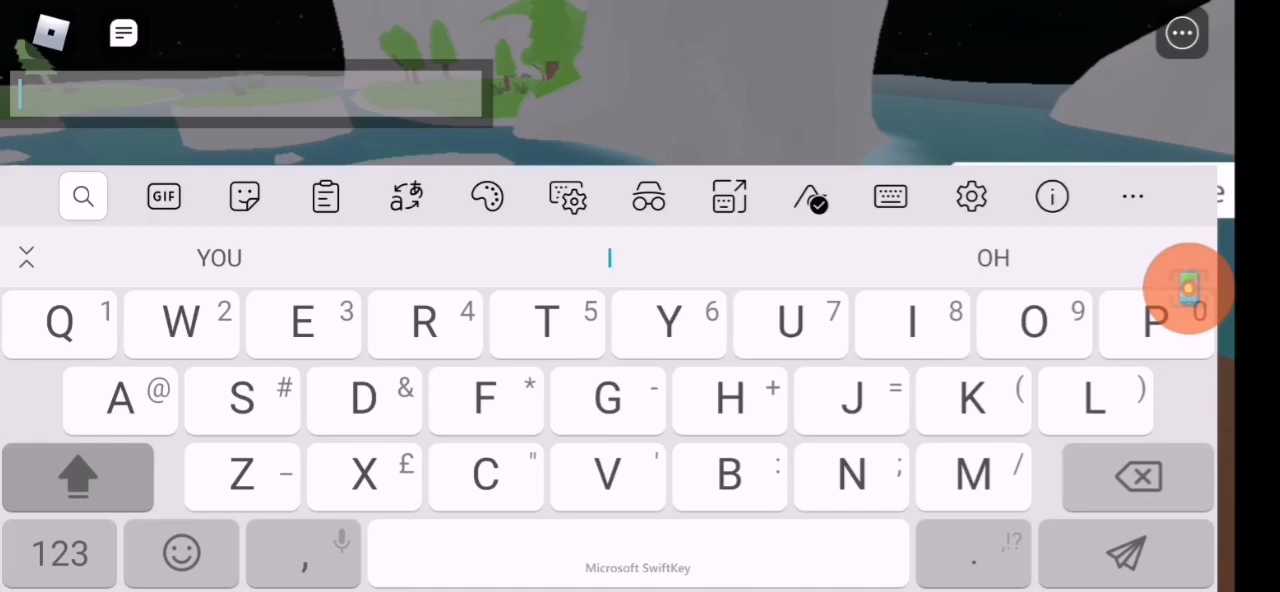 e
GIF
YOU I OH
Q 1 W 2 E 3 R 4 T 5 Y 6 U 7 I 8 O 9 P 0
A @ S # D & F * G - H + J = K ( L )
Z _ X £ C " V ' B : N ; M /
123 , . ,!?
Microsoft SwiftKey